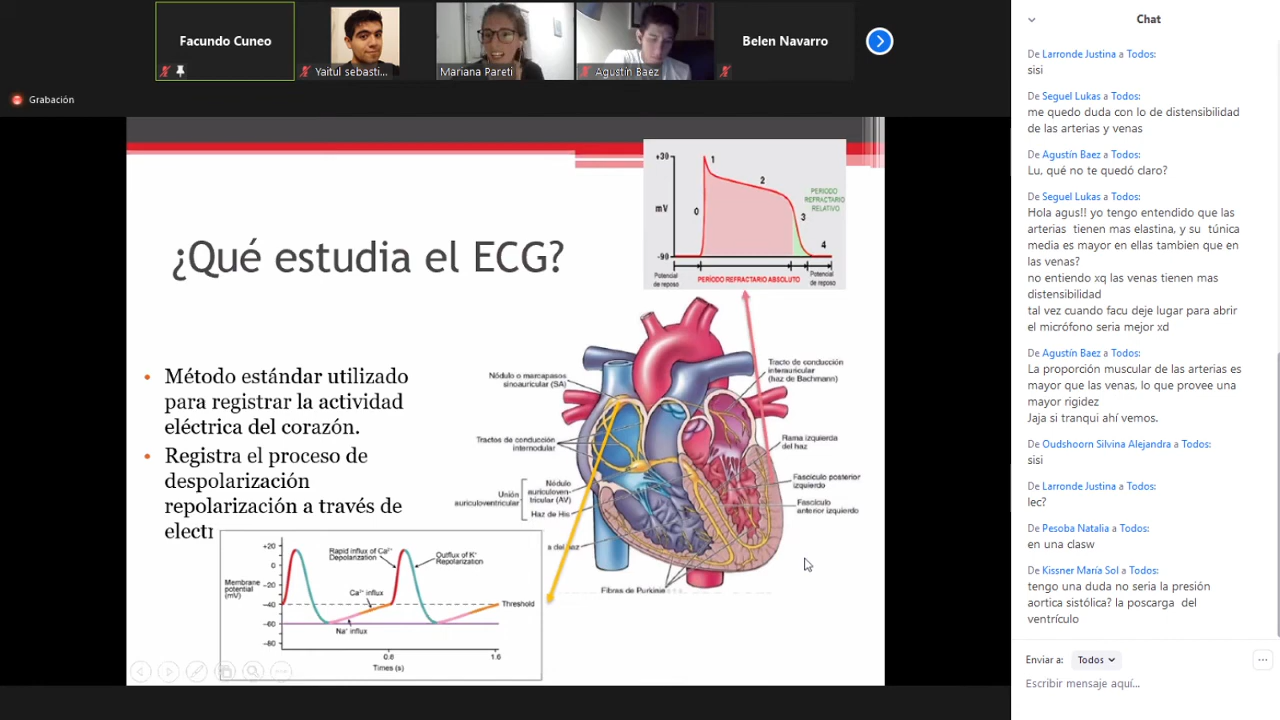 Facundo Cuneo
Yaitul sebasti...
Mariana Pareti
Agustín Baez
Belen Navarro
Grabación
¿Qué estudia el ECG?
+30
mV
-90
0
1
2
3
4
PERIODO
REFRACTARIO
RELATIVO
Potencial
de reposo
PERÍODO REFRACTARIO ABSOLUTO
Potencial
de reposo
• Método estándar utilizado
para registrar la actividad
eléctrica del corazón.
• Registra el proceso de
despolarización
repolarización a través de
electr
Nódulo o marcapasos
sinoauricular (SA)
Tractos de conducción
internodular
Unión
auriculoventricular
Nódulo
auriculoven-
tricular (AV)
Haz de His
a del haz
Fibras de Purkinje
Tracto de conducción
interauricular
(haz de Bachmann)
Rama izquierda
del haz
Fascículo posterior
izquierdo
Fascículo
anterior izquierdo
Membrane
potential
(mV)
+20
0
−20
−40
−60
−80
Rapid influx of Ca²⁺
Depolarization
Outflux of K⁺
Repolarization
Ca²⁺ influx
Na⁺ influx
Threshold
0.8
1.6
Times (s)
Chat
De Larronde Justina a Todos:
sisi
De Seguel Lukas a Todos:
me quedo duda con lo de distensibilidad
de las arterias y venas
De Agustín Baez a Todos:
Lu, qué no te quedó claro?
De Seguel Lukas a Todos:
Hola agus!! yo tengo entendido que las
arterias tienen mas elastina, y su túnica
media es mayor en ellas tambien que en
las venas?
no entiendo xq las venas tienen mas
distensibilidad
tal vez cuando facu deje lugar para abrir
el micrófono seria mejor xd
De Agustín Baez a Todos:
La proporción muscular de las arterias es
mayor que las venas, lo que provee una
mayor rigidez
Jaja si tranqui ahí vemos.
De Oudshoorn Silvina Alejandra a Todos:
sisi
De Larronde Justina a Todos:
lec?
De Pesoba Natalia a Todos:
en una clasw
De Kissner María Sol a Todos:
tengo una duda no seria la presión
aortica sistólica? la poscarga del
ventrículo
Enviar a: Todos
Escribir mensaje aquí...